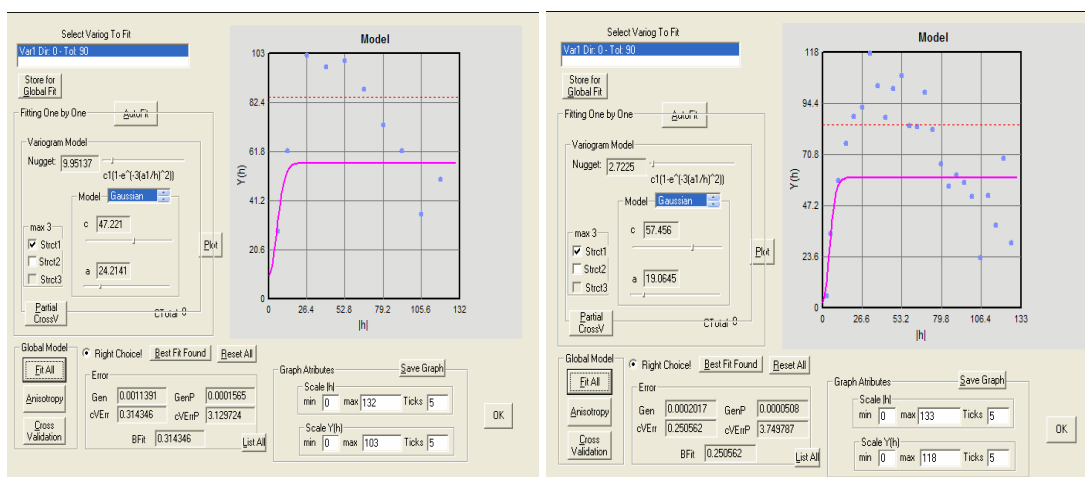 Select Variog To Fit
Var1 Dir: 0 - Tol: 90
Store for
Global Fit
Fitting One by One
AutoFit
Variogram Model
Nugget: 9.95137
c1(1-e^(-3(a1/h)^2))
Model Gaussian
max 3
Strct1
Strct2
Strct3
c 47.221
a 24.2141
Plot
Partial
CrossV
CTotal 0
Model
Y(h)
103
82.4
61.8
41.2
20.6
0
0 26.4 52.8 79.2 105.6 132
|h|
Global Model
Fit All
Anisotropy
Cross
Validation
Right Choice! Best Fit Found Reset All
Error
Gen 0.0011391 GenP 0.0001565
cVErr 0.314346 cVErrP 3.129724
BFit 0.314346 List All
Graph Atributes Save Graph
Scale |h|
min 0 max 132 Ticks 5
Scale Y(h)
min 0 max 103 Ticks 5
OK
Select Variog To Fit
Var1 Dir: 0 - Tol: 90
Store for
Global Fit
Fitting One by One
AutoFit
Variogram Model
Nugget: 2.7225
c1(1-e^(-3(a1/h)^2))
Model Gaussian
max 3
Strct1
Strct2
Strct3
c 57.456
a 19.0645
Plot
Partial
CrossV
CTotal 0
Model
Y(h)
118
94.4
70.8
47.2
23.6
0
0 26.6 53.2 79.8 106.4 133
|h|
Global Model
Fit All
Anisotropy
Cross
Validation
Right Choice! Best Fit Found Reset All
Error
Gen 0.0002017 GenP 0.0000508
cVErr 0.250562 cVErrP 3.749787
BFit 0.250562 List All
Graph Atributes Save Graph
Scale |h|
min 0 max 133 Ticks 5
Scale Y(h)
min 0 max 118 Ticks 5
OK